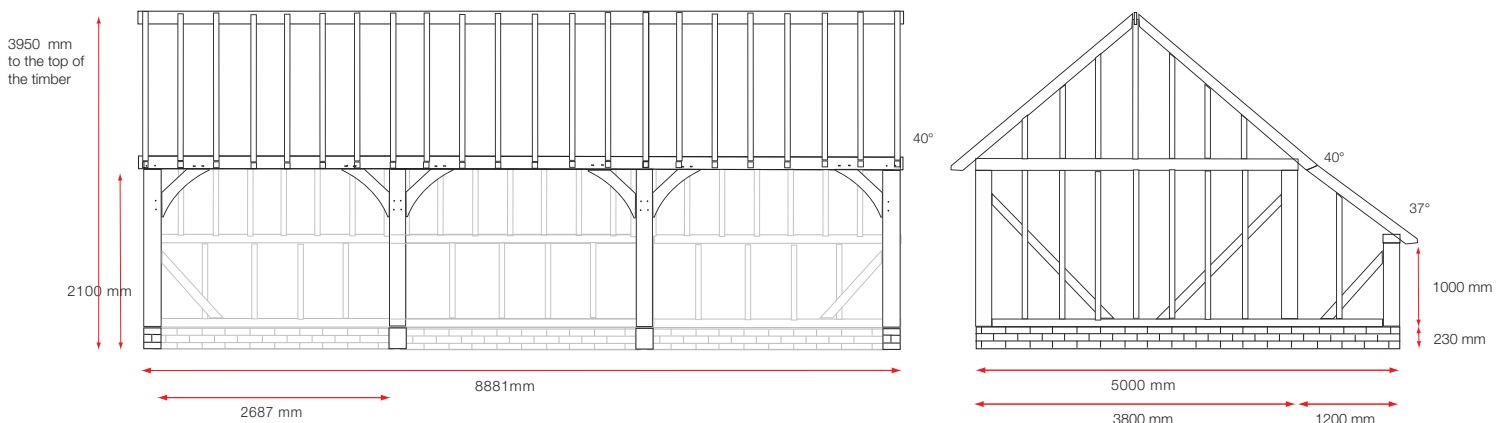 3950 mm
to the top of
the timber
2100 mm
8881mm
2687 mm
40°
40°
37°
1000 mm
230 mm
5000 mm
3800 mm
1200 mm